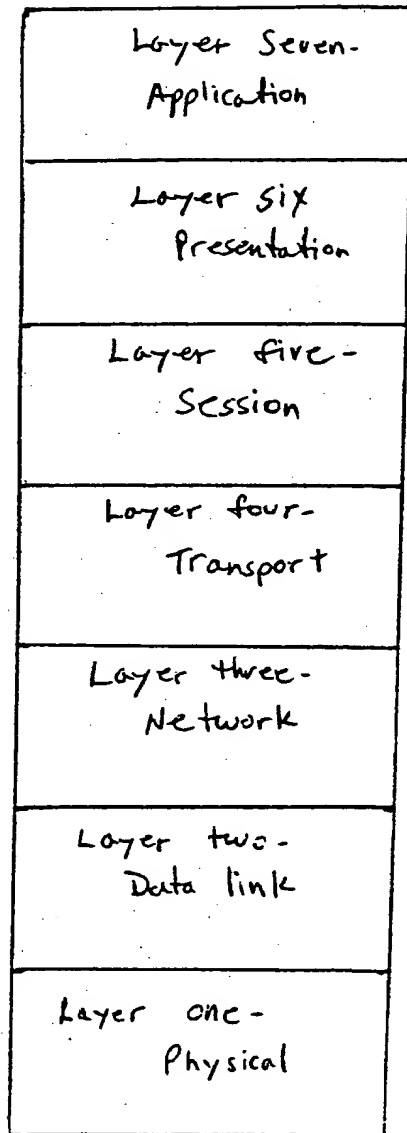 Layer Seven-
Application
Layer six
Presentation
Layer five-
Session
Layer four-
Transport
Layer three-
Network
Layer two-
Data link
Layer one-
Physical